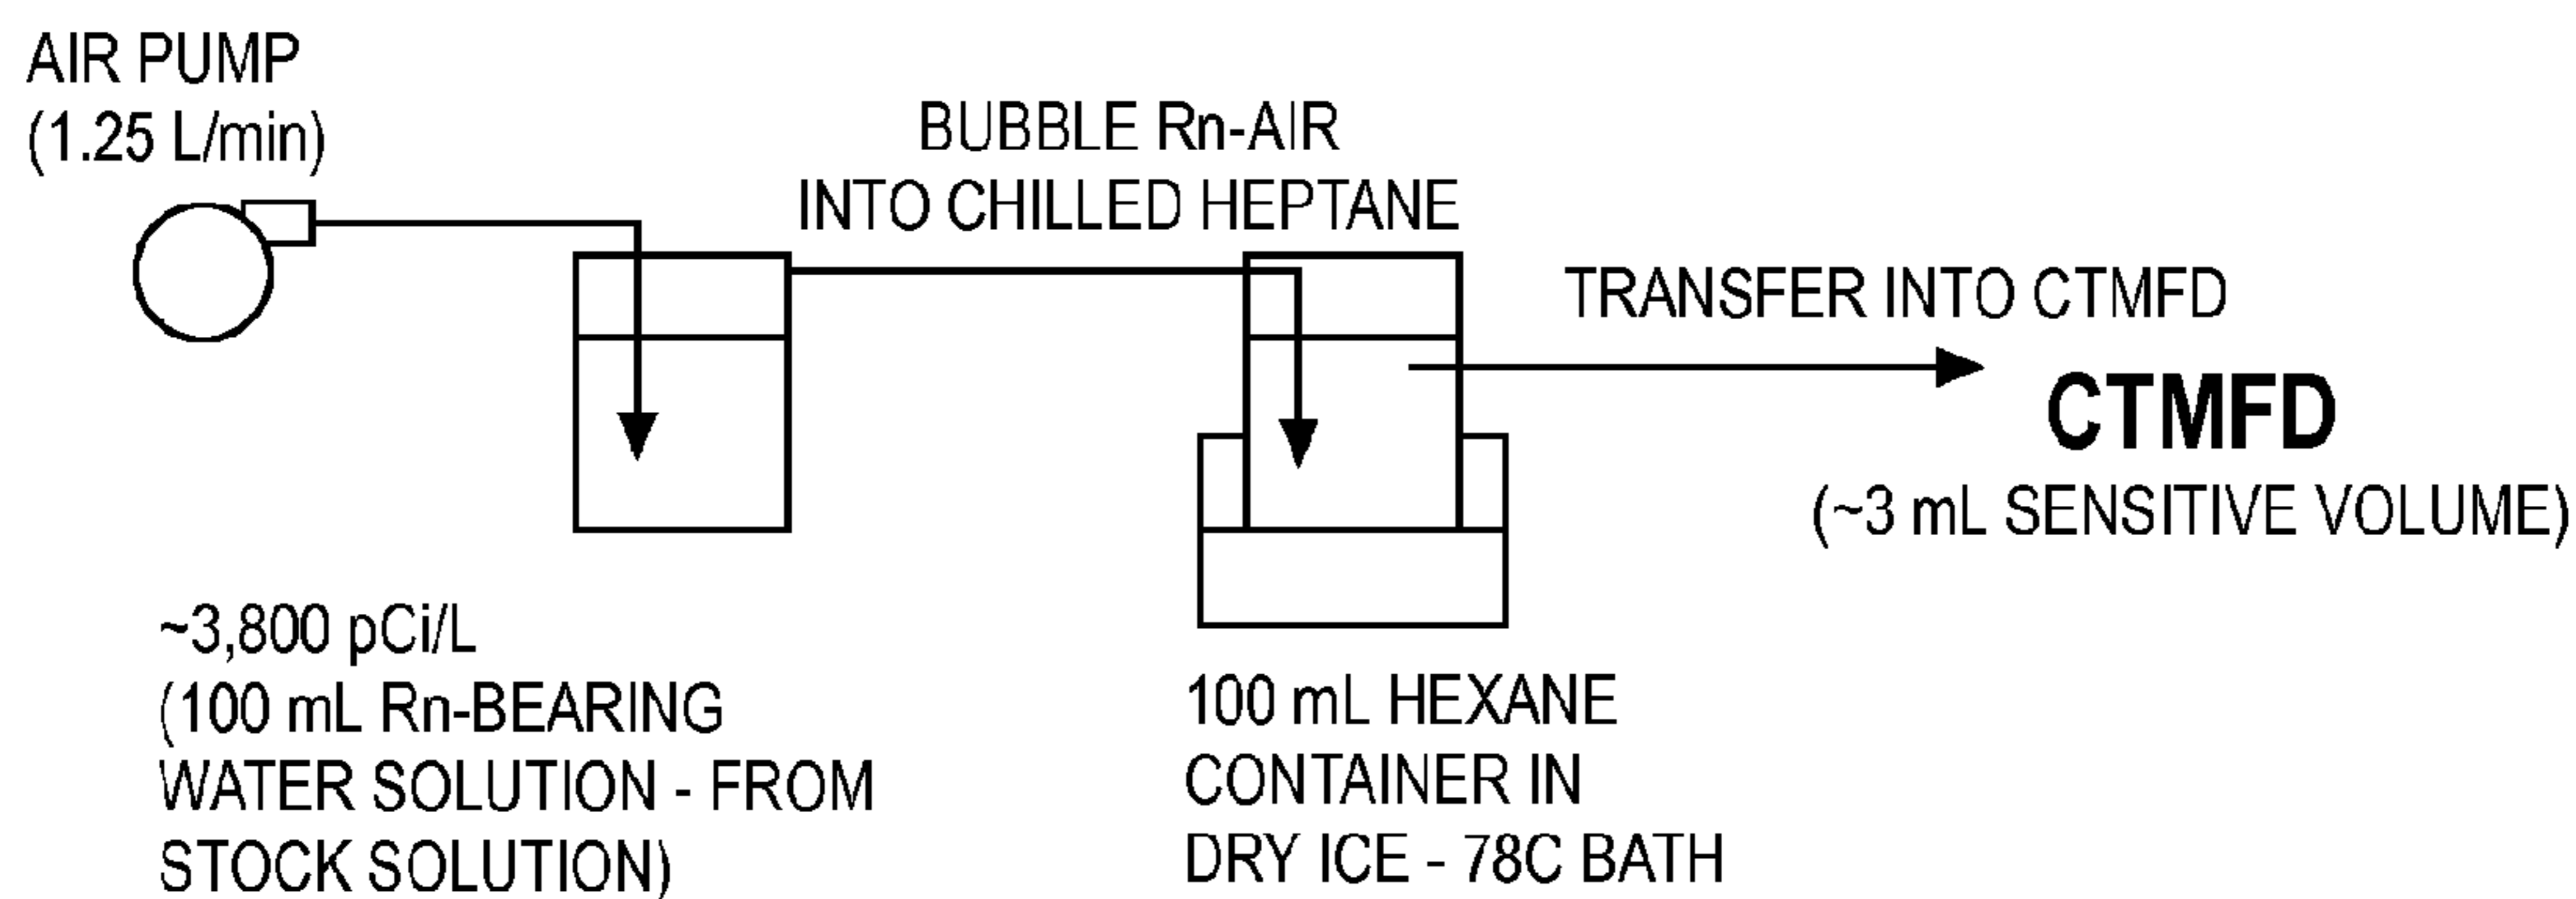 AIR PUMP
(1.25 L/min)
BUBBLE Rn-AIR
INTO CHILLED HEPTANE
TRANSFER INTO CTMFD
CTMFD
(~3 mL SENSITIVE VOLUME)
~3,800 pCi/L
(100 mL Rn-BEARING
WATER SOLUTION - FROM
STOCK SOLUTION)
100 mL HEXANE
CONTAINER IN
DRY ICE - 78C BATH